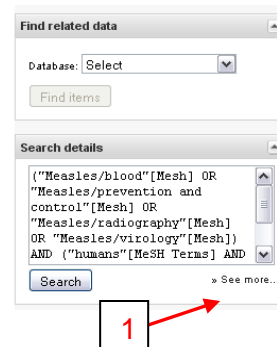 Find related data
Database: Select
Find items
Search details
("Measles/blood"[Mesh] OR
"Measles/prevention and
control"[Mesh] OR
"Measles/radiography"[Mesh]
OR "Measles/virology"[Mesh])
AND ("humans"[MeSH Terms] AND
Search
» See more...
1